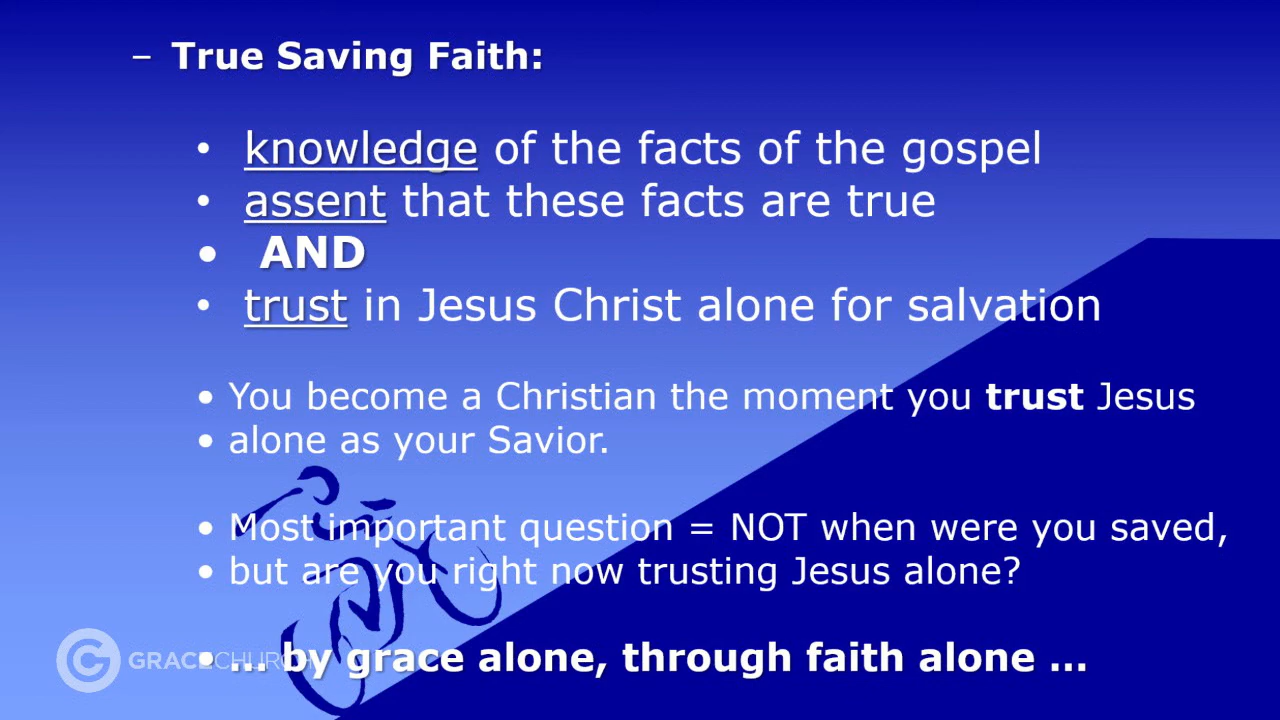 – True Saving Faith:
• knowledge of the facts of the gospel
• assent that these facts are true
• AND
• trust in Jesus Christ alone for salvation
• You become a Christian the moment you trust Jesus
• alone as your Savior.
• Most important question = NOT when were you saved,
• but are you right now trusting Jesus alone?
• ... by grace alone, through faith alone ...
GRACECHURCH